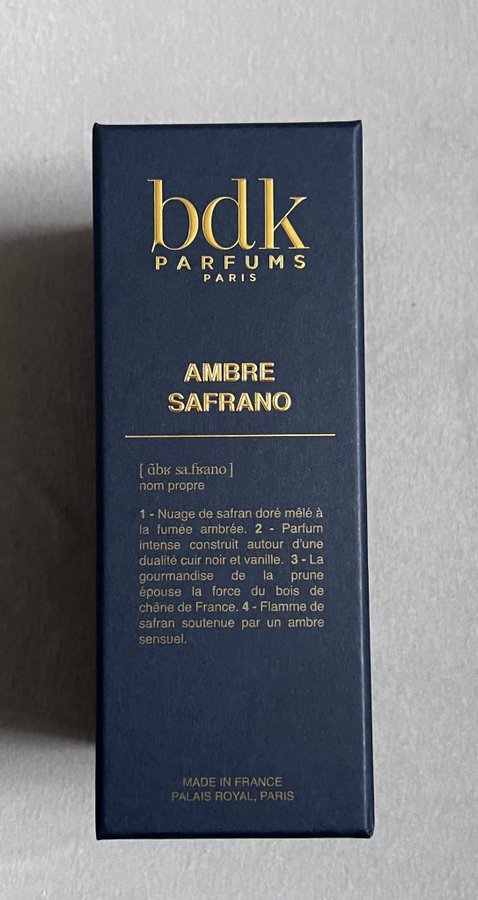 bdk
PARFUMS
PARIS
AMBRE
SAFRANO
[ ɑ̃bʁ sa.fʁano ]
nom propre
1 - Nuage de safran doré mêlé à
la fumée ambrée. 2 - Parfum
intense construit autour d'une
dualité cuir noir et vanille. 3 - La
gourmandise de la prune
épouse la force du bois de
chêne de France. 4 - Flamme de
safran soutenue par un ambre
sensuel.
MADE IN FRANCE
PALAIS ROYAL, PARIS